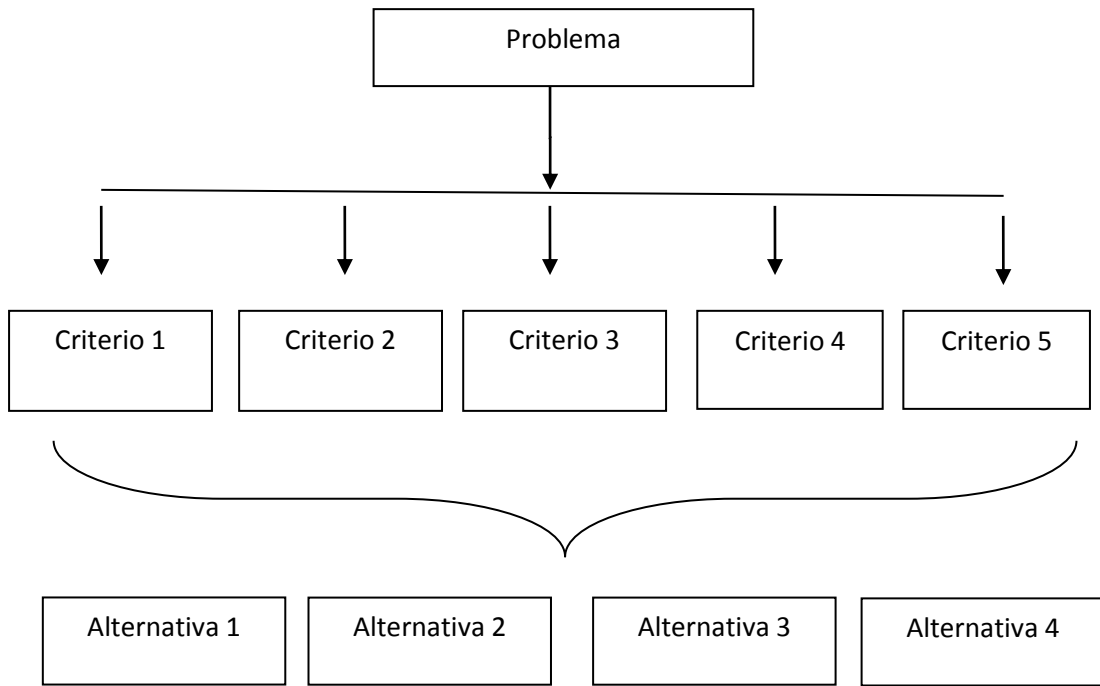 Problema
Criterio 1
Criterio 2
Criterio 3
Criterio 4
Criterio 5
Alternativa 1
Alternativa 2
Alternativa 3
Alternativa 4